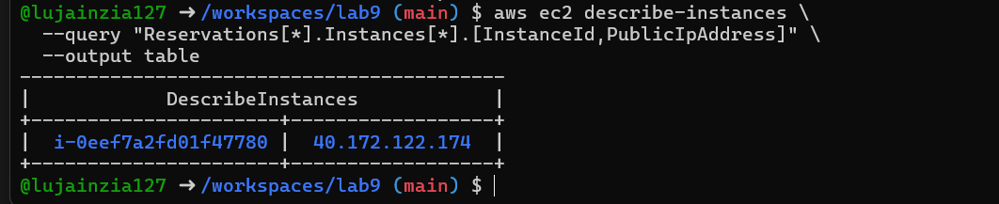 @lujainzia127 ➜ /workspaces/lab9 (main) $ aws ec2 describe-instances \
  --query "Reservations[*].Instances[*].[InstanceId,PublicIpAddress]" \
  --output table
-------------------------------------------
|            DescribeInstances            |
+----------------------+------------------+
|  i-0eef7a2fd01f47780 |  40.172.122.174  |
+----------------------+------------------+
@lujainzia127 ➜ /workspaces/lab9 (main) $